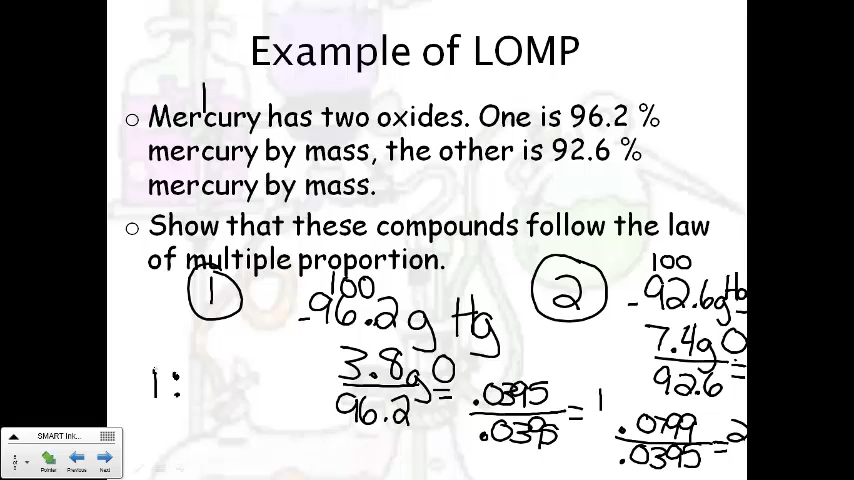 Example of LOMP
Mercury has two oxides. One is 96.2 %
mercury by mass, the other is 92.6 %
mercury by mass.
Show that these compounds follow the law
of multiple proportion.
1
100
-96.2g Hg
3.8g O
96.2
=
.0395
.0395
= 1
2
100
-92.6g
7.4g O
92.6
=
.0799
.0395
= 2
1:
SMART Ink...
Pointer
Previous
Next